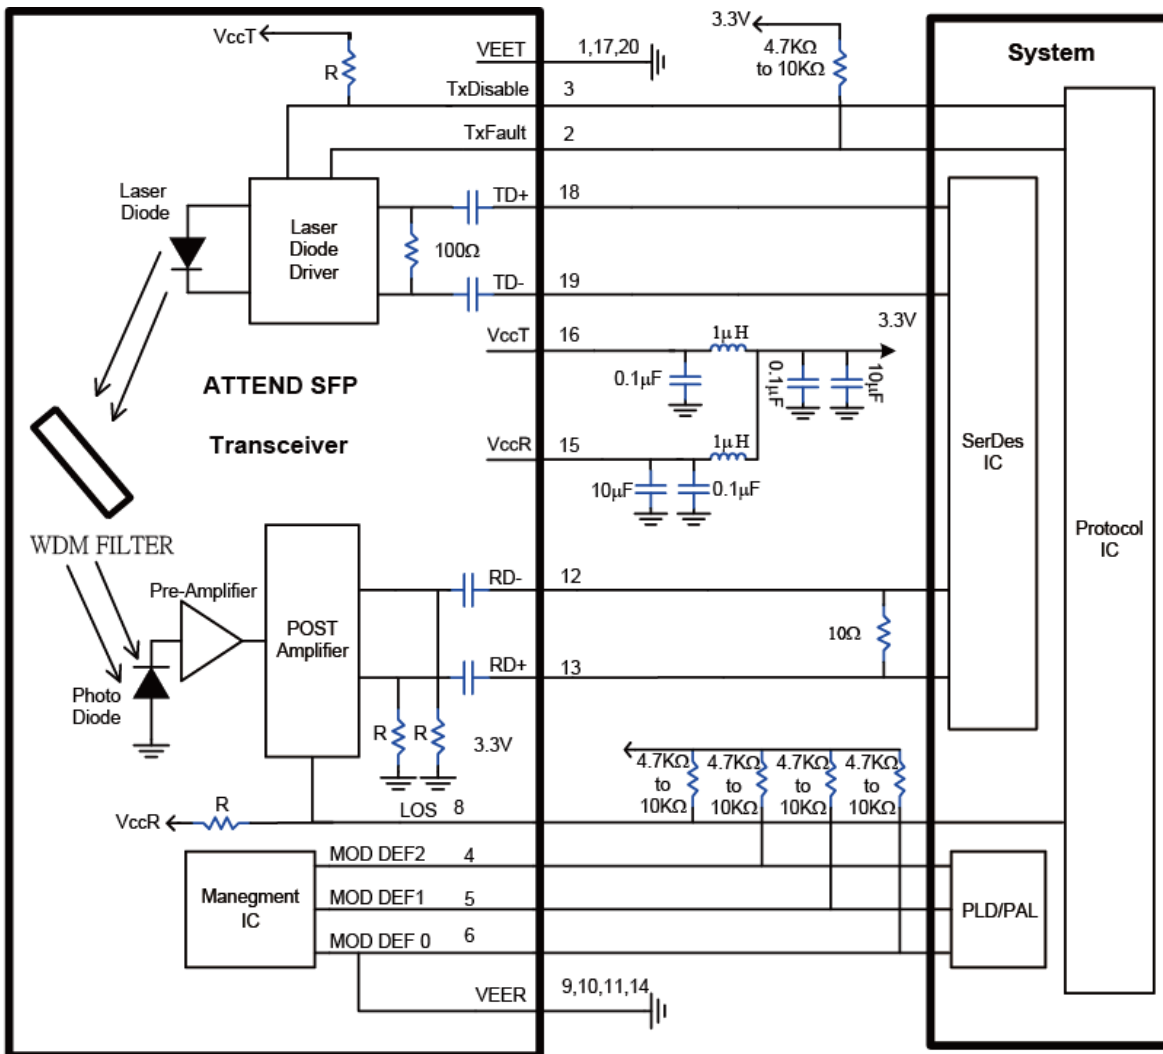 VccT
R
VEET
1,17,20
3.3V
4.7KΩ
to 10KΩ
System
TxDisable
3
TxFault
2
Laser
Diode
Laser
Diode
Driver
100Ω
TD+
18
TD-
19
VccT
16
1μH
3.3V
0.1μF
0.1μF
10μF
ATTEND SFP
Transceiver
VccR
15
1μH
10μF
0.1μF
SerDes
IC
Protocol
IC
WDM FILTER
Pre-Amplifier
POST
Amplifier
RD-
12
10Ω
RD+
13
Photo
Diode
R
R
3.3V
4.7KΩ
to
10KΩ
4.7KΩ
to
10KΩ
4.7KΩ
to
10KΩ
4.7KΩ
to
10KΩ
VccR
R
LOS
8
Manegment
IC
MOD DEF2
4
MOD DEF1
5
MOD DEF 0
6
PLD/PAL
VEER
9,10,11,14